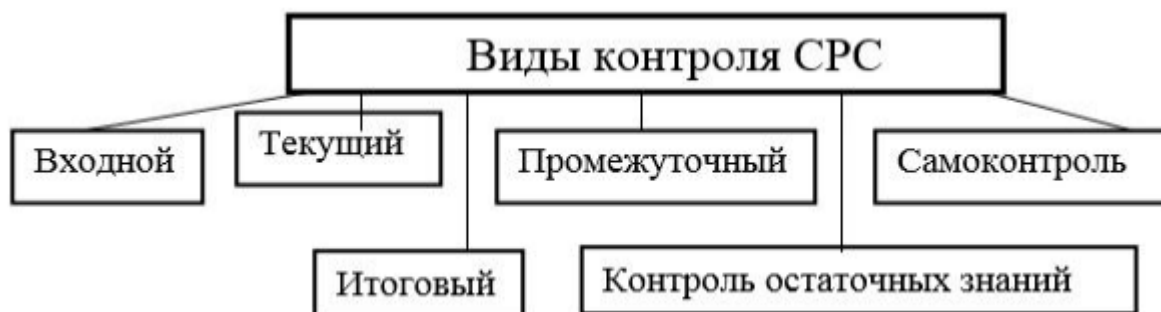 Виды контроля СРС
Входной
Текущий
Промежуточный
Самоконтроль
Итоговый
Контроль остаточных знаний